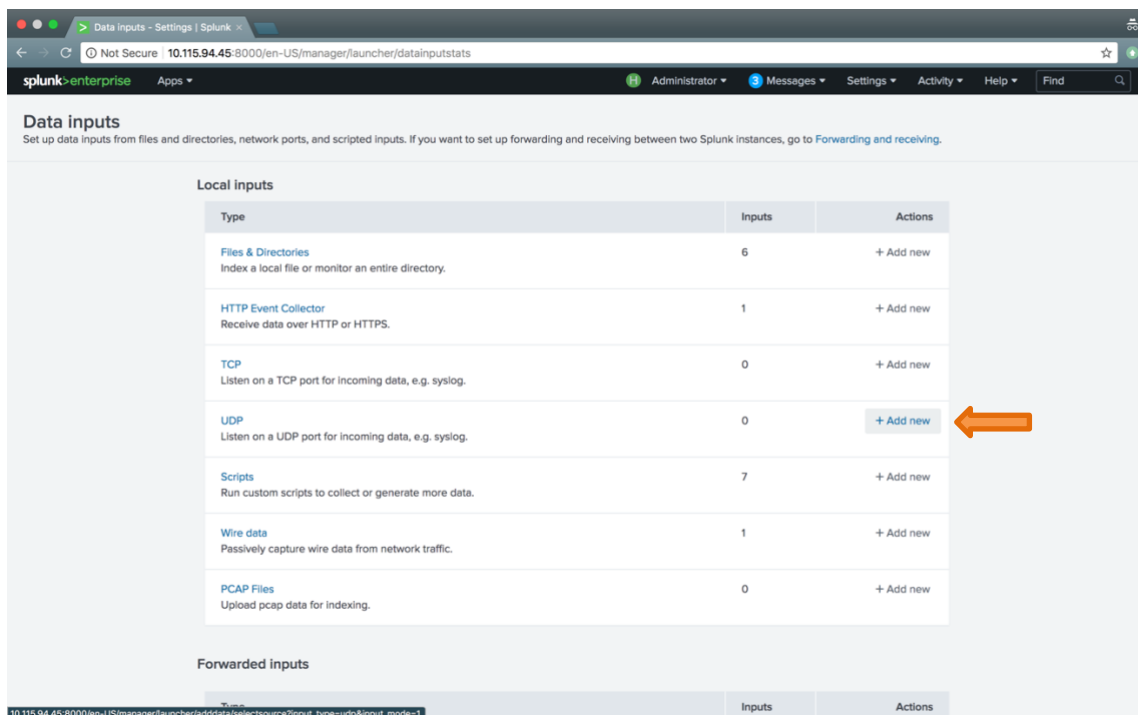 Data inputs - Settings | Splunk ×
Not Secure | 10.115.94.45:8000/en-US/manager/launcher/datainputstats
splunk>enterprise Apps ▾ H Administrator ▾ 3 Messages ▾ Settings ▾ Activity ▾ Help ▾ Find
Data inputs
Set up data inputs from files and directories, network ports, and scripted inputs. If you want to set up forwarding and receiving between two Splunk instances, go to Forwarding and receiving.
Local inputs
Type Inputs Actions
Files & Directories 6 + Add new
Index a local file or monitor an entire directory.
HTTP Event Collector 1 + Add new
Receive data over HTTP or HTTPS.
TCP 0 + Add new
Listen on a TCP port for incoming data, e.g. syslog.
UDP 0 + Add new
Listen on a UDP port for incoming data, e.g. syslog.
Scripts 7 + Add new
Run custom scripts to collect or generate more data.
Wire data 1 + Add new
Passively capture wire data from network traffic.
PCAP Files 0 + Add new
Upload pcap data for indexing.
Forwarded inputs
Type Inputs Actions
10.115.94.45:8000/en-US/manager/launcher/adddata/selectsource?input_type=udp&input_mode=1